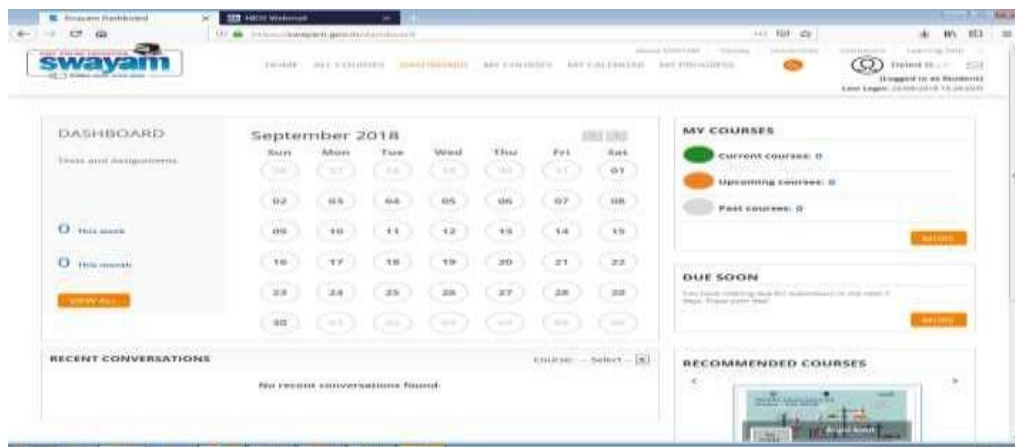 Swayam Dashboard
NIOS Webmail
swayam
HOME ALL COURSES DASHBOARD MY COURSES MY CALENDAR MY PROGRESS
(Logged in as Student)
DASHBOARD
Tests and Assignments
0 This week
0 This month
VIEW ALL
September 2018
Sun Mon Tue Wed Thu Fri Sat
01
02 03 04 05 06 07 08
09 10 11 12 13 14 15
16 17 18 19 20 21 22
23 24 25 26 27 28 29
30
MY COURSES
Current courses: 0
Upcoming courses: 0
Past courses: 0
MORE
DUE SOON
MORE
RECENT CONVERSATIONS
Course: -- Select --
No recent conversations found.
RECOMMENDED COURSES